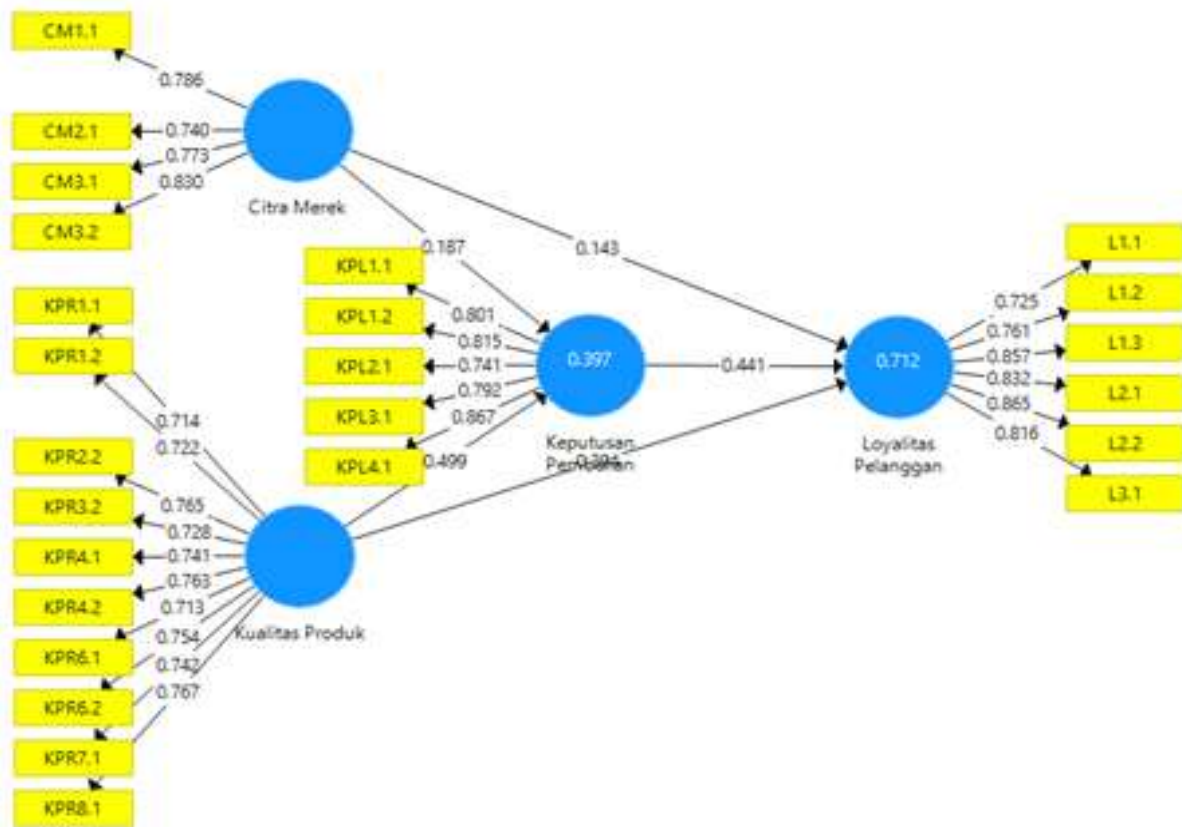 CM1.1
0.786
CM2.1
0.740
CM3.1
0.773
0.830
CM3.2
Citra Merek
0.187
0.143
KPR1.1
KPR1.2
0.714
0.722
KPR2.2
0.765
KPR3.2
0.728
KPR4.1
0.741
0.763
KPR4.2
0.713
KPR6.1
0.754
0.742
KPR6.2
0.767
KPR7.1
KPR8.1
Kualitas Produk
KPL1.1
0.801
KPL1.2
0.815
KPL2.1
0.741
0.792
KPL3.1
0.867
KPL4.1
0.499
0.397
Keputusan
0.441
0.712
Loyalitas
Pelanggan
L1.1
0.725
L1.2
0.761
L1.3
0.857
0.832
L2.1
0.865
L2.2
0.816
L3.1